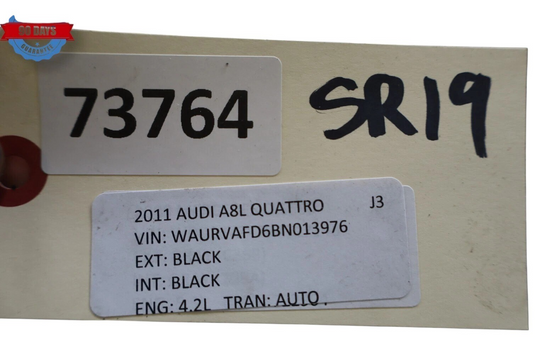 90 DAYS
GUARANTEE
73764 SR19
2011 AUDI A8L QUATTRO J3
VIN: WAURVAFD6BN013976
EXT: BLACK
INT: BLACK
ENG: 4.2L TRAN: AUTO .